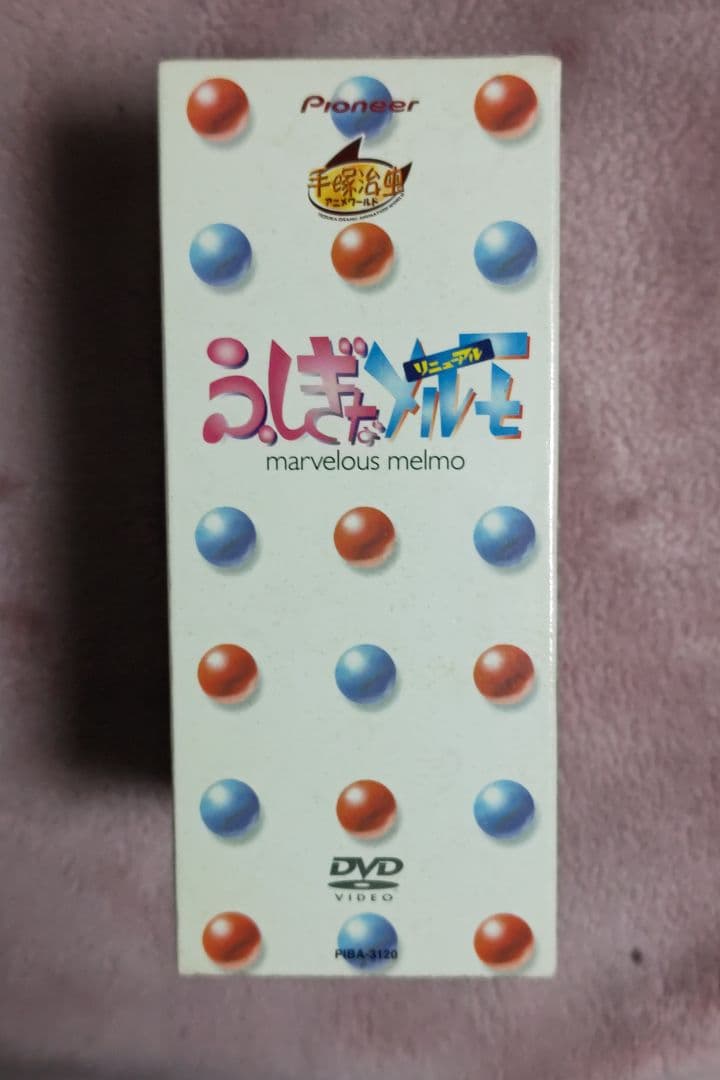 Pioneer
手塚治虫
アニメワールド
TEZUKA OSAMU ANIMATION WORLD
ふしぎなメルモ
リニューアル
marvelous melmo
DVD
VIDEO
PIBA-3120